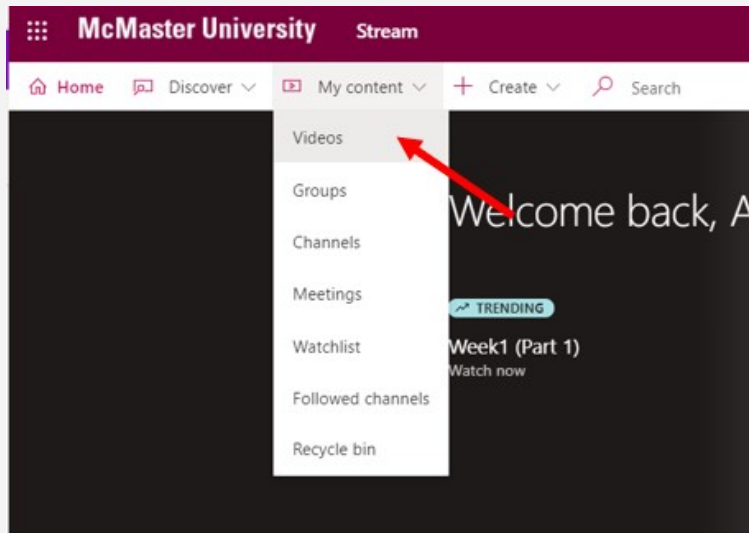 McMaster University Stream
Home Discover My content Create Search
Videos
Groups
Channels
Meetings
Watchlist
Followed channels
Recycle bin
Welcome back, A
TRENDING
Week1 (Part 1)
Watch now